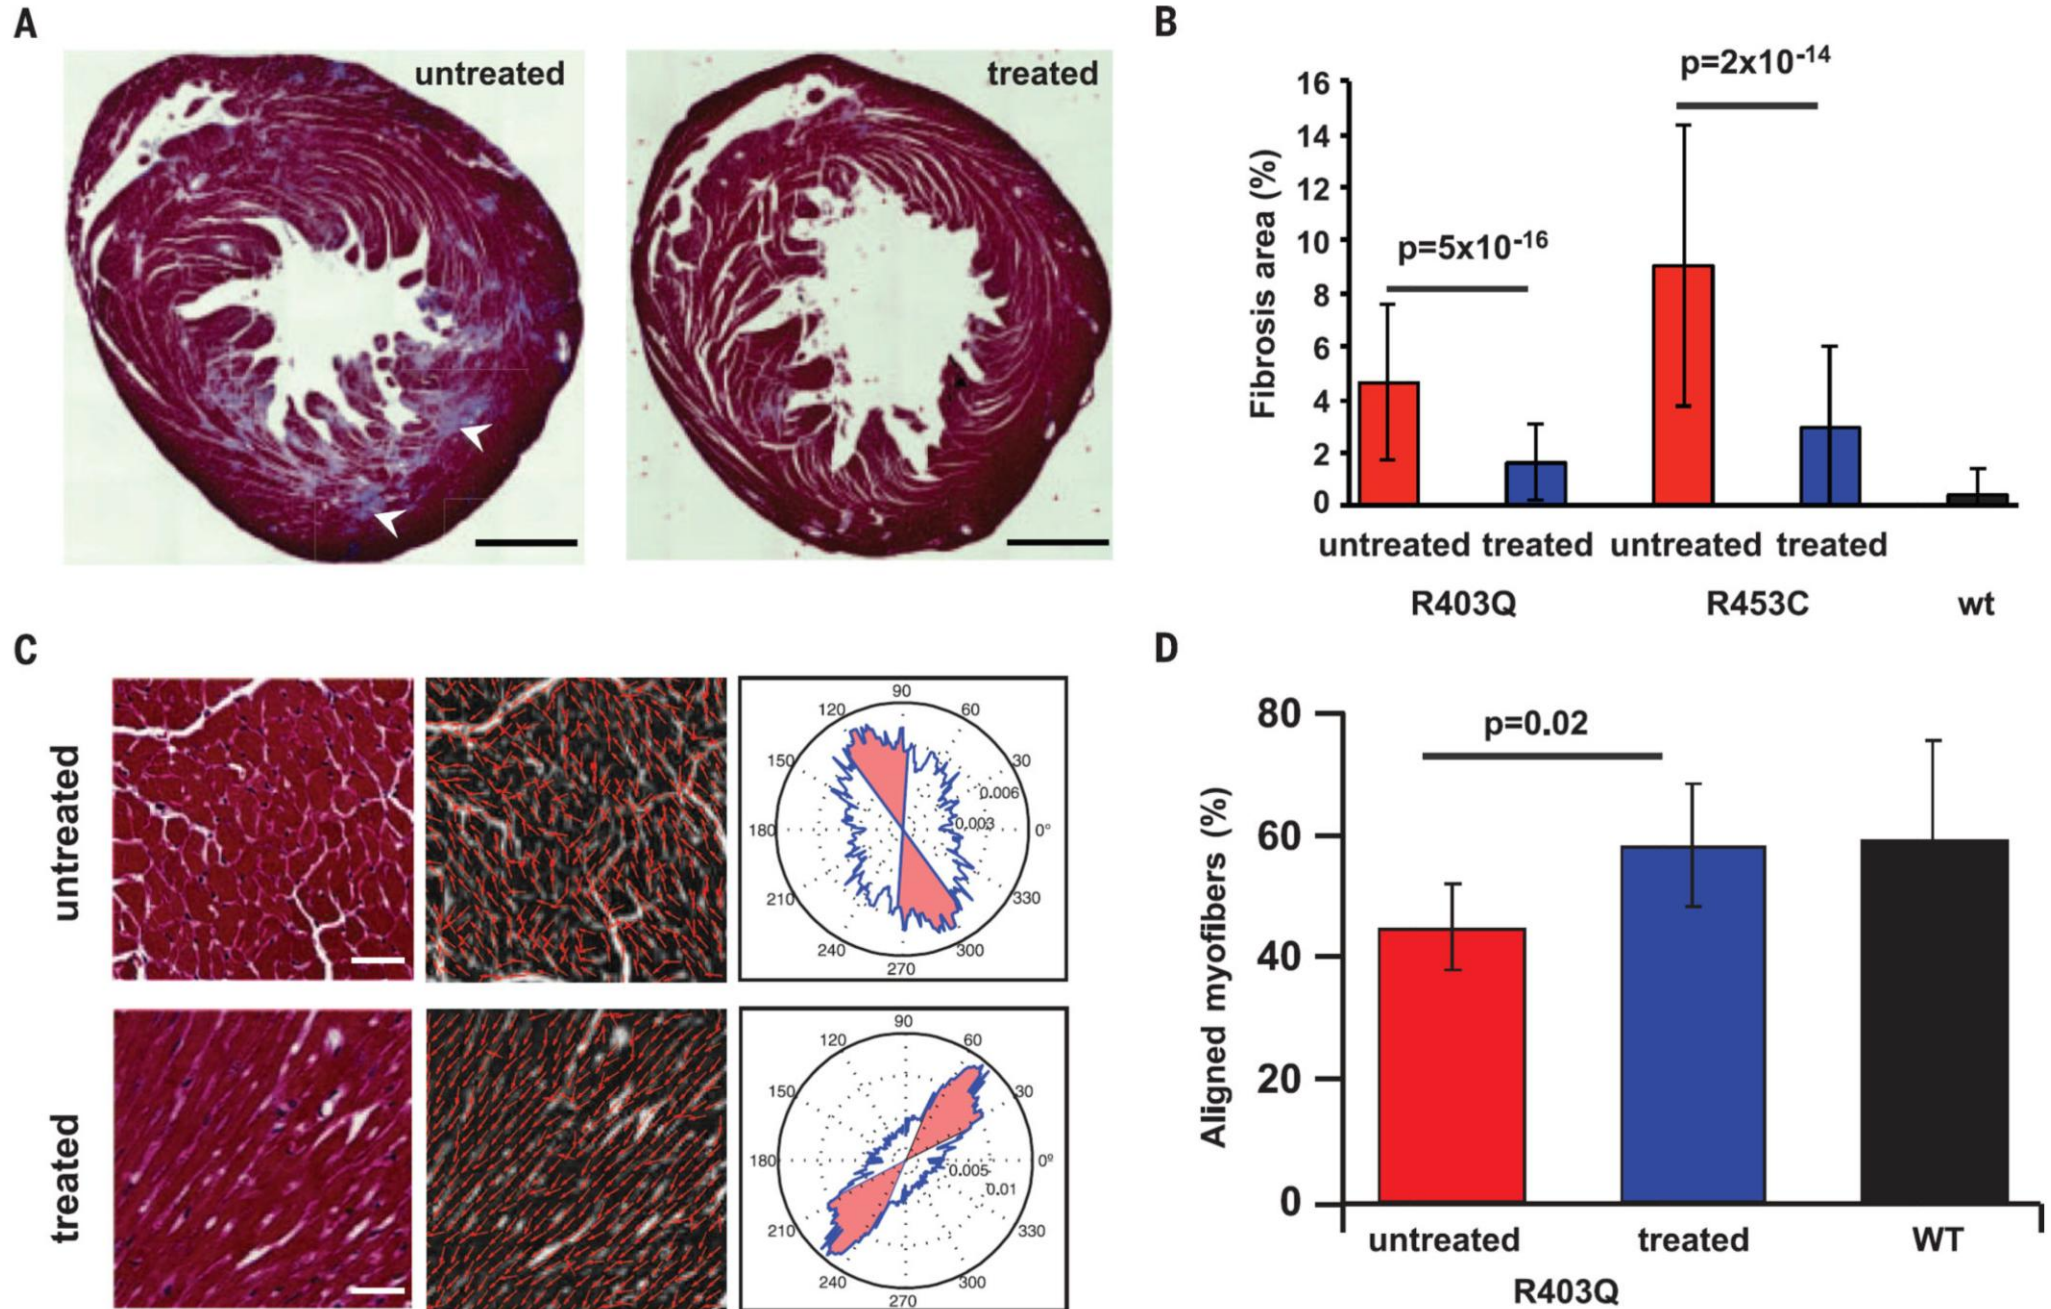 A
untreated
treated
B
p=2x10-14
p=5x10-16
Fibrosis area (%)
16
14
12
10
8
6
4
2
0
untreated treated untreated treated
R403Q R453C wt
C
untreated
90
120 60
150 30
0.006
0.003
180 0°
210 330
240 300
270
treated
90
120 60
150 30
180 0º
0.005
0.01
210 330
240 300
270
D
p=0.02
Aligned myofibers (%)
80
60
40
20
0
untreated treated WT
R403Q